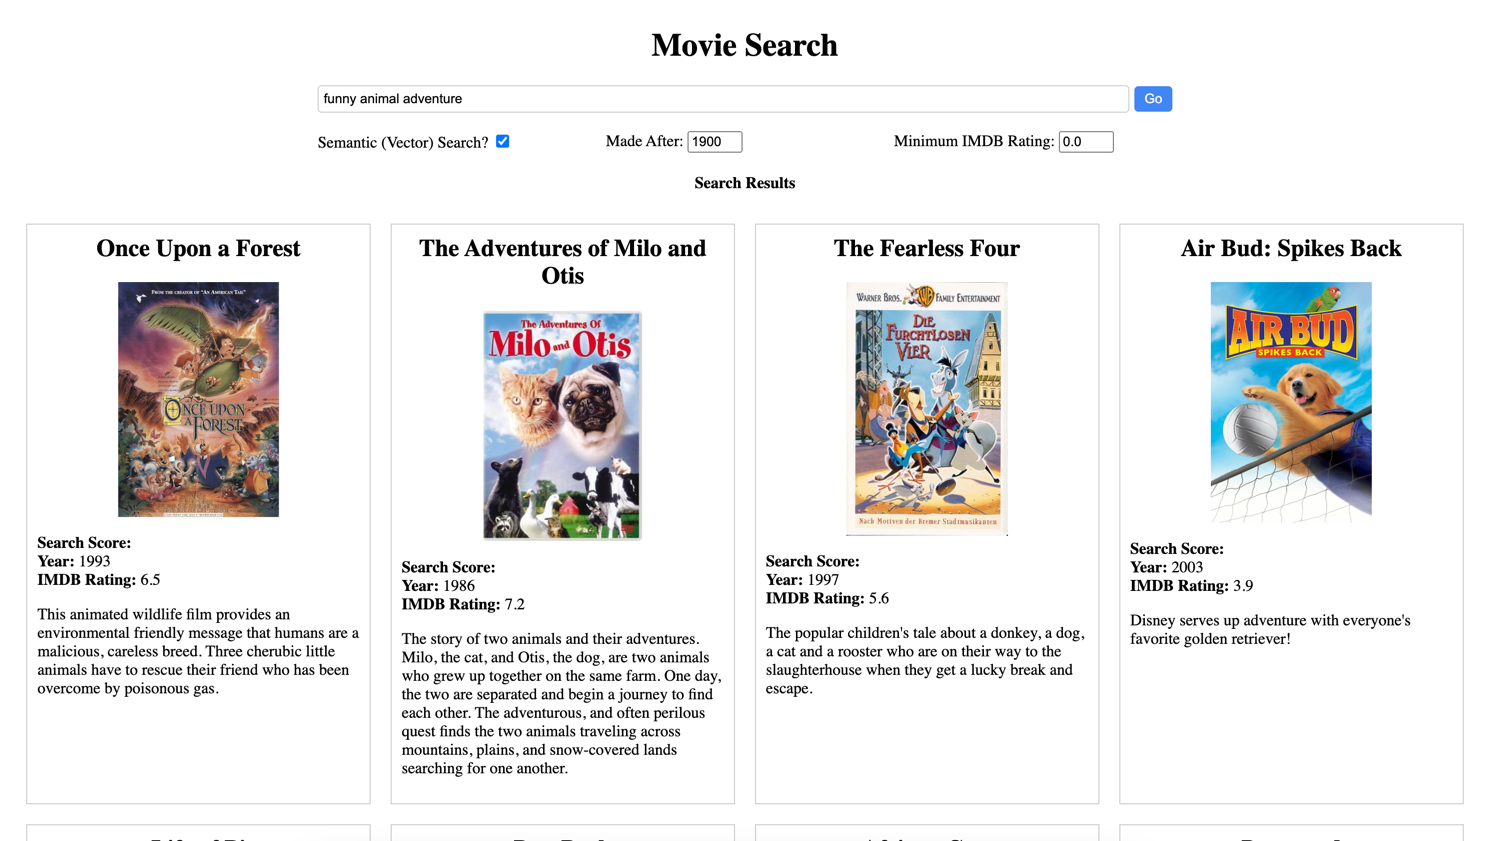 Movie Search
funny animal adventure
Go
Semantic (Vector) Search?
Made After: 1900
Minimum IMDB Rating: 0.0
Search Results
Once Upon a Forest
FROM THE CREATOR OF "AN AMERICAN TAIL"
ONCE UPON
A FOREST
Search Score:
Year: 1993
IMDB Rating: 6.5
This animated wildlife film provides an
environmental friendly message that humans are a
malicious, careless breed. Three cherubic little
animals have to rescue their friend who has been
overcome by poisonous gas.
The Adventures of Milo and
Otis
The Adventures Of
Milo and Otis
Search Score:
Year: 1986
IMDB Rating: 7.2
The story of two animals and their adventures.
Milo, the cat, and Otis, the dog, are two animals
who grew up together on the same farm. One day,
the two are separated and begin a journey to find
each other. The adventurous, and often perilous
quest finds the two animals traveling across
mountains, plains, and snow-covered lands
searching for one another.
The Fearless Four
WARNER BROS. FAMILY ENTERTAINMENT
DIE
FURCHTLOSEN
VIER
Nach Motiven der Bremer Stadtmusikanten
Search Score:
Year: 1997
IMDB Rating: 5.6
The popular children's tale about a donkey, a dog,
a cat and a rooster who are on their way to the
slaughterhouse when they get a lucky break and
escape.
Air Bud: Spikes Back
AIR BUD
SPIKES BACK
Search Score:
Year: 2003
IMDB Rating: 3.9
Disney serves up adventure with everyone's
favorite golden retriever!